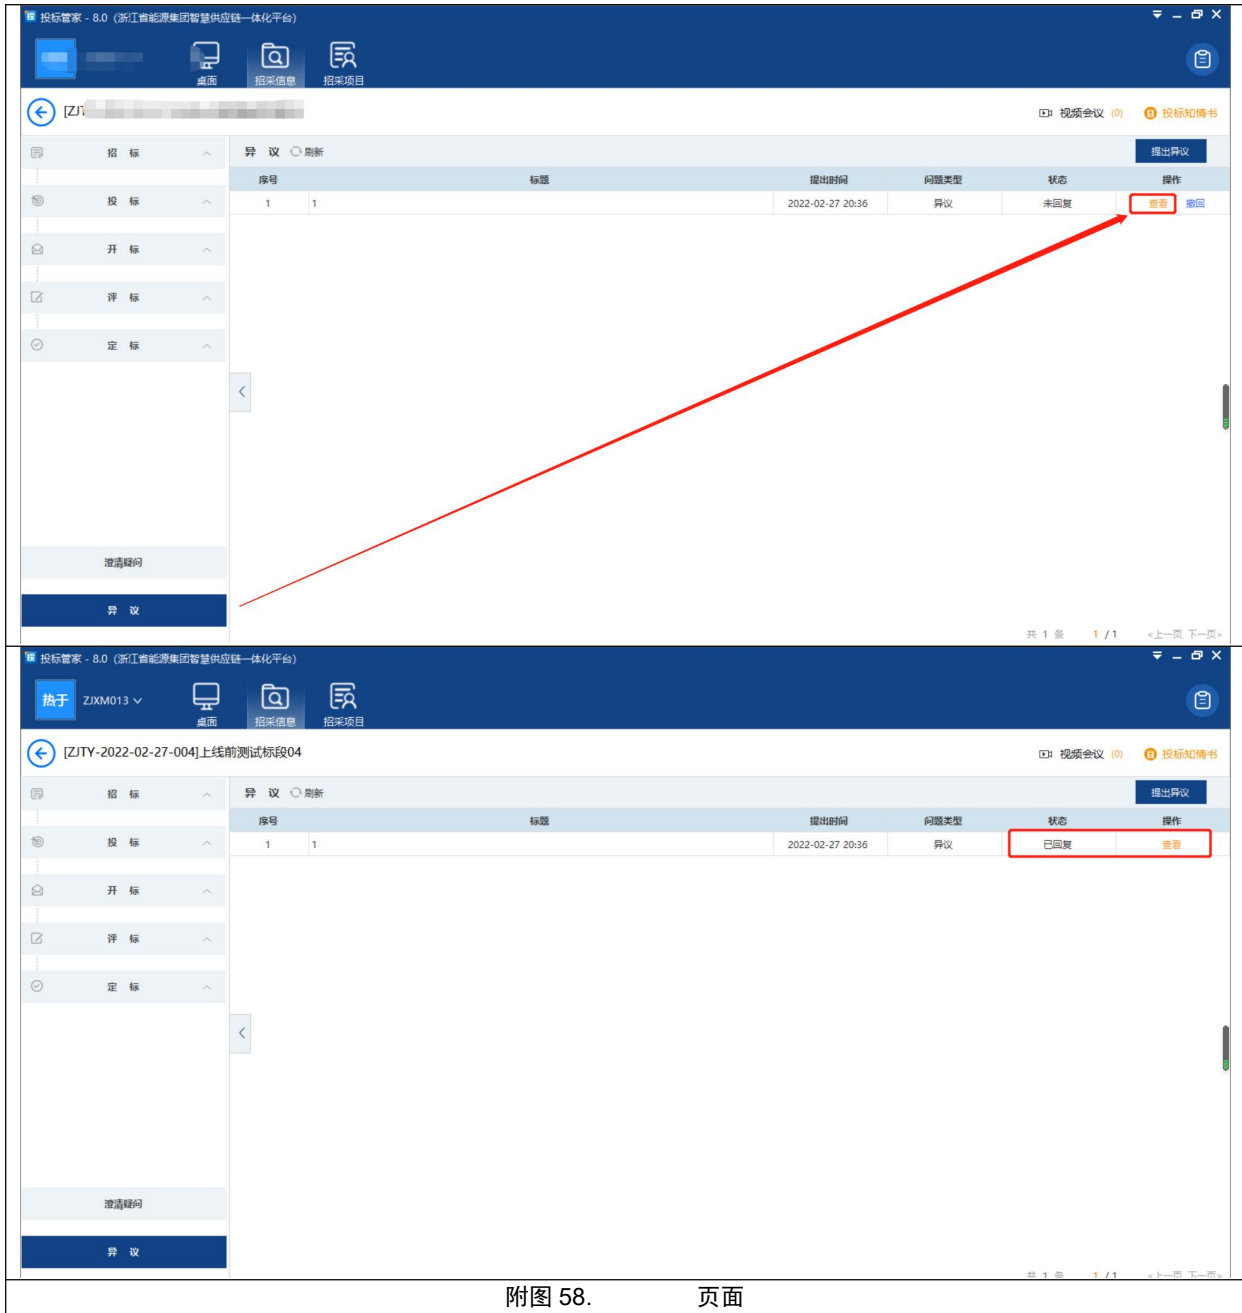 投标管家 - 8.0（浙江省能源集团智慧供应链一体化平台）
桌面 招采信息 招采项目
视频会议 (0) 投标知情书
招 标
异 议 刷新 提出异议
序号 标题 提出时间 问题类型 状态 操作
投 标
1 1 2022-02-27 20:36 异议 未回复 查看 撤回
开 标
评 标
定 标
澄清疑问
异 议
共 1 条 1 / 1 <上一页 下一页>
投标管家 - 8.0（浙江省能源集团智慧供应链一体化平台）
热于 ZJXM013
桌面 招采信息 招采项目
[ZJTY-2022-02-27-004]上线前测试标段04 视频会议 (0) 投标知情书
招 标
异 议 刷新 提出异议
序号 标题 提出时间 问题类型 状态 操作
投 标
1 1 2022-02-27 20:36 异议 已回复 查看
开 标
评 标
定 标
澄清疑问
异 议
共 1 条 1 / 1 <上一页 下一页>
附图 58. 页面